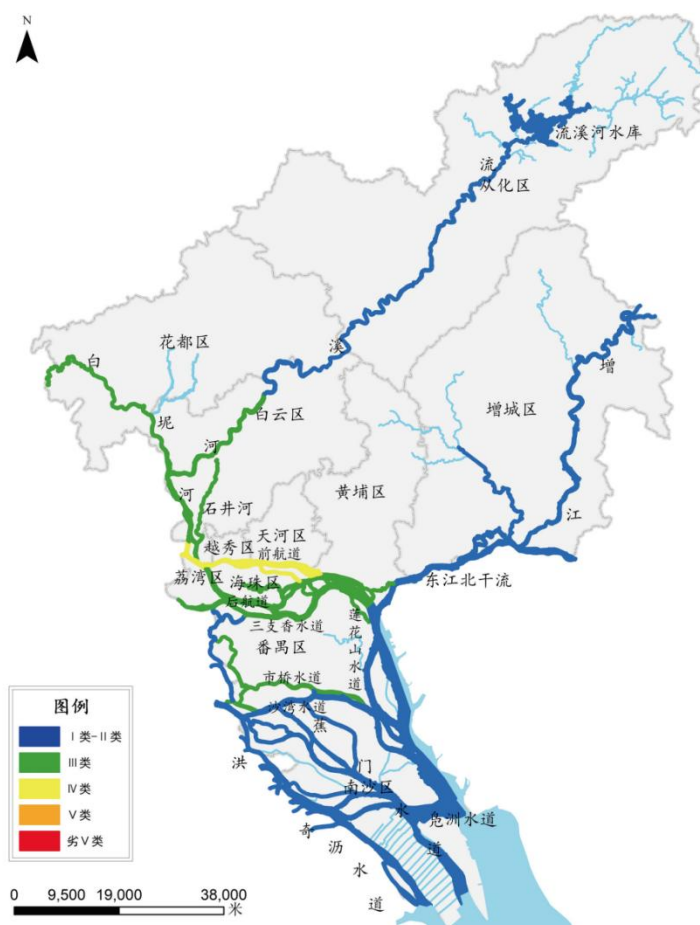 N
流溪河水库
流
从化区
溪
花都区
白
坭
河
白云区
河
石井河
增
增城区
江
黄埔区
天河区
越秀区
前航道
荔湾区
海珠区
后航道
东江北干流
三支香水道
莲花山水道
番禺区
市桥水道
沙湾水道
蕉
门
水
道
洪
奇
沥
水
道
南沙区
凫洲水道
图例
I类-II类
III类
IV类
V类
劣V类
0 9,500 19,000 38,000
米